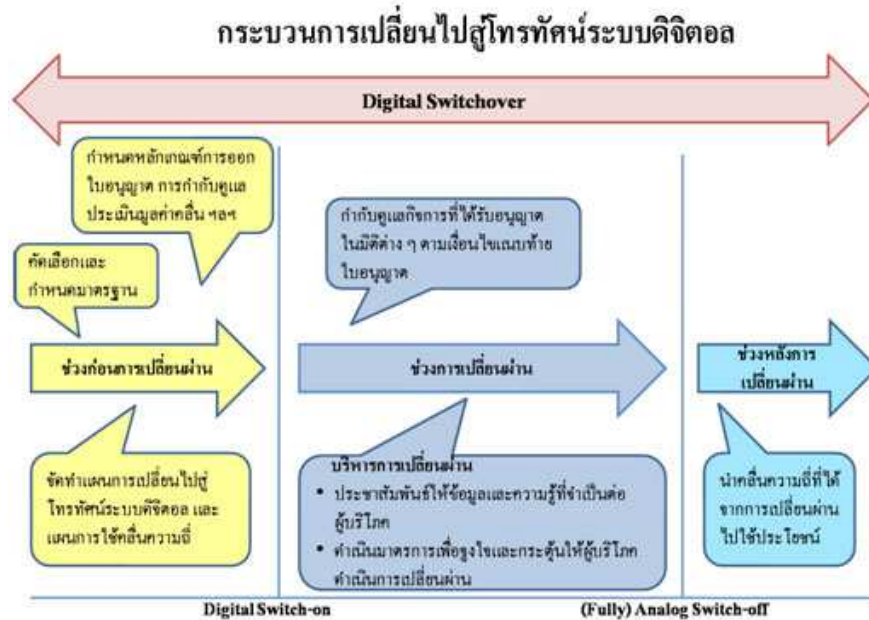 กระบวนการเปลี่ยนไปสู่โทรทัศน์ระบบดิจิตอล
Digital Switchover
กำหนดหลักเกณฑ์การออก
ใบอนุญาต การกำกับดูแล
ประเมินมูลค่าคลื่น ฯลฯ
คัดเลือกและ
กำหนดมาตรฐาน
กำกับดูแลกิจการที่ได้รับอนุญาต
ในมิติต่าง ๆ ตามเงื่อนไขแนบท้าย
ใบอนุญาต
ช่วงก่อนการเปลี่ยนผ่าน
ช่วงการเปลี่ยนผ่าน
ช่วงหลังการ
เปลี่ยนผ่าน
จัดทำแผนการเปลี่ยนไปสู่
โทรทัศน์ระบบดิจิตอล และ
แผนการใช้คลื่นความถี่
บริหารการเปลี่ยนผ่าน
• ประชาสัมพันธ์ให้ข้อมูลและความรู้ที่จำเป็นต่อ
ผู้บริโภค
• ดำเนินมาตรการเพื่อจูงใจและกระตุ้นให้ผู้บริโภค
ดำเนินการเปลี่ยนผ่าน
นำคลื่นความถี่ที่ได้
จากการเปลี่ยนผ่าน
ไปใช้ประโยชน์
Digital Switch-on
(Fully) Analog Switch-off